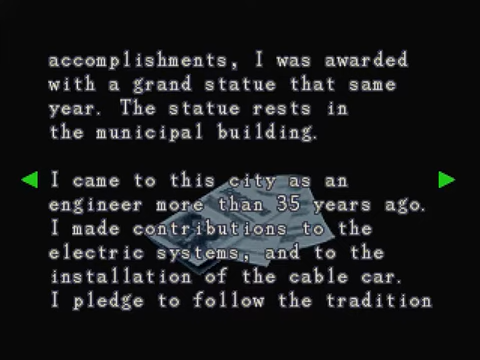 accomplishments, I was awarded
with a grand statue that same
year. The statue rests in
the municipal building.
I came to this city as an
engineer more than 35 years ago.
I made contributions to the
electric systems, and to the
installation of the cable car.
I pledge to follow the tradition